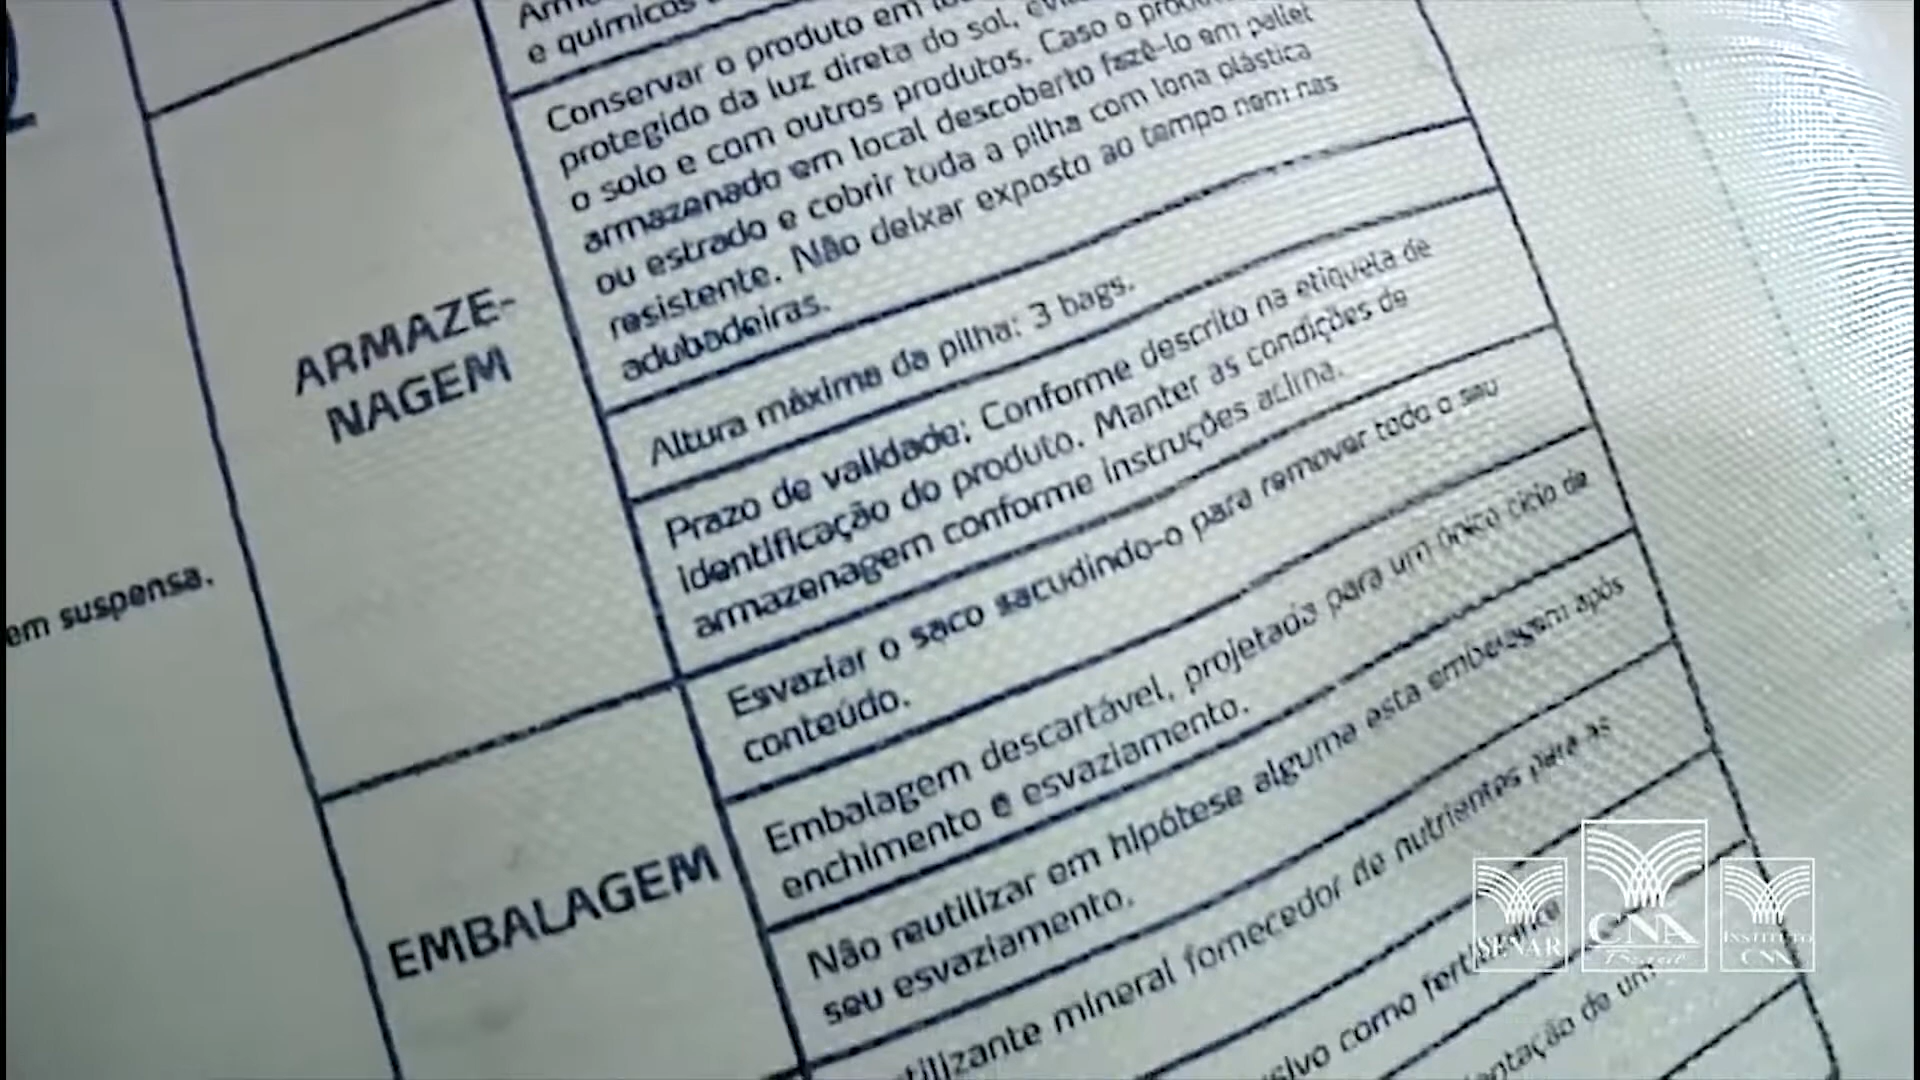 e químicos
Conservar o produto em
protegido da luz direta do sol,
o solo e com outros produtos. Caso o
armazenado em local descoberto fazê-lo em pallet
ou estrado e cobrir toda a pilha com lona plástica
resistente. Não deixar exposto ao tempo nem nas
adubadeiras.
ARMAZE-
NAGEM
Altura máxima da pilha: 3 bags.
Prazo de validade: Conforme descrito na etiqueta de
identificação do produto. Manter as condições de
armazenagem conforme instruções acima.
em suspensa.
Esvaziar o saco sacudindo-o para remover todo o seu
conteúdo.
Embalagem descartável, projetada para um único ciclo de
enchimento e esvaziamento.
EMBALAGEM
Não reutilizar em hipótese alguma esta embalagem após
seu esvaziamento.
mineral fornecedor de nutrientes para as
como fertilizante
de um
SENAR
CNA
Brasil
INSTITUTO
CNA